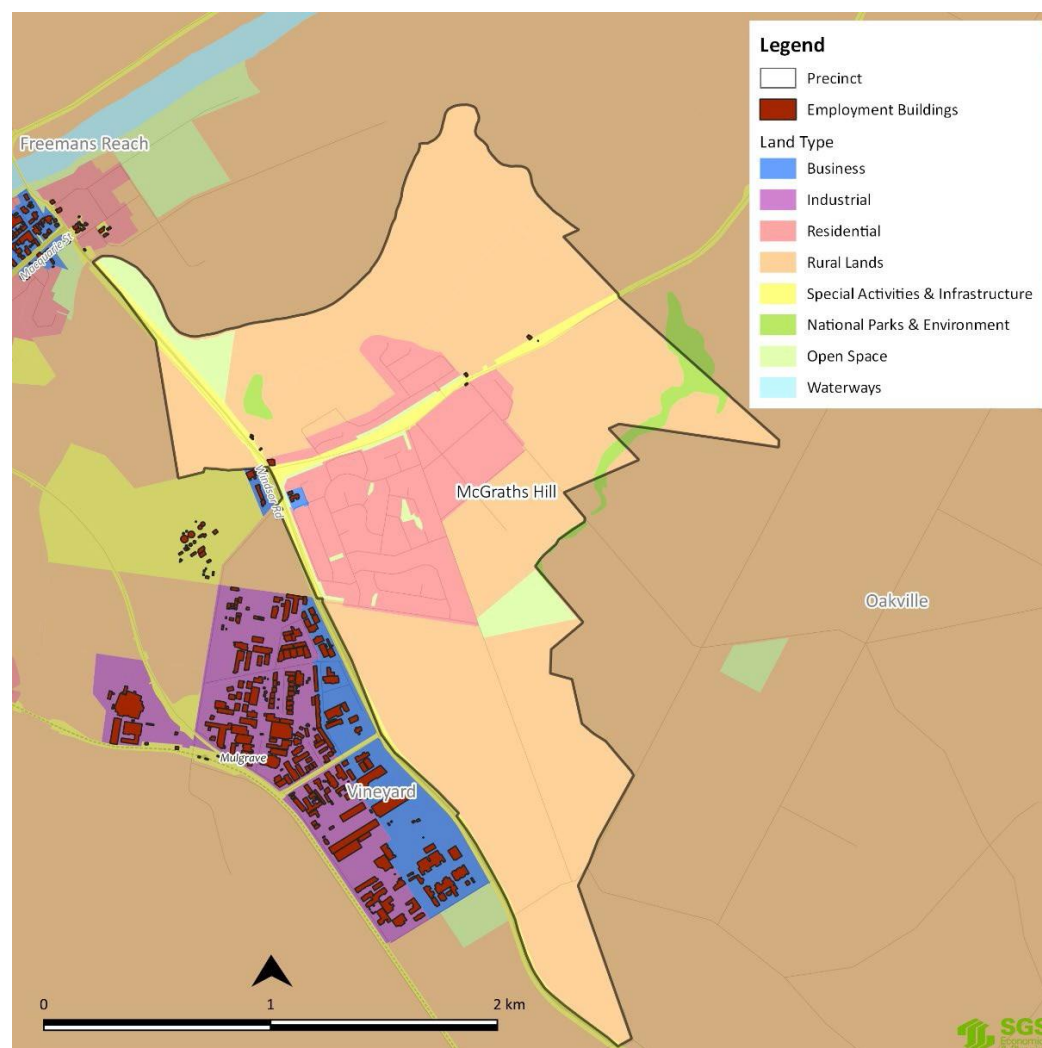 Legend
Precinct
Employment Buildings
Land Type
Business
Industrial
Residential
Rural Lands
Special Activities & Infrastructure
National Parks & Environment
Open Space
Waterways
Freemans Reach
Macquarie St
Windsor Rd
McGraths Hill
Oakville
Mulgrave
Vineyard
0 1 2 km
SGS
Economic